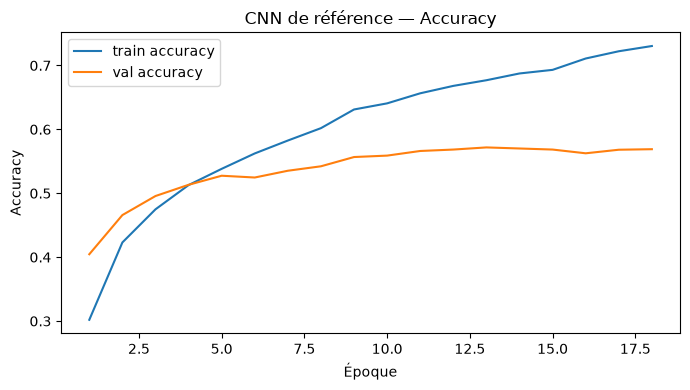 CNN de référence — Accuracy
train accuracy
val accuracy
Accuracy
0.7
0.6
0.5
0.4
0.3
2.5 5.0 7.5 10.0 12.5 15.0 17.5
Époque